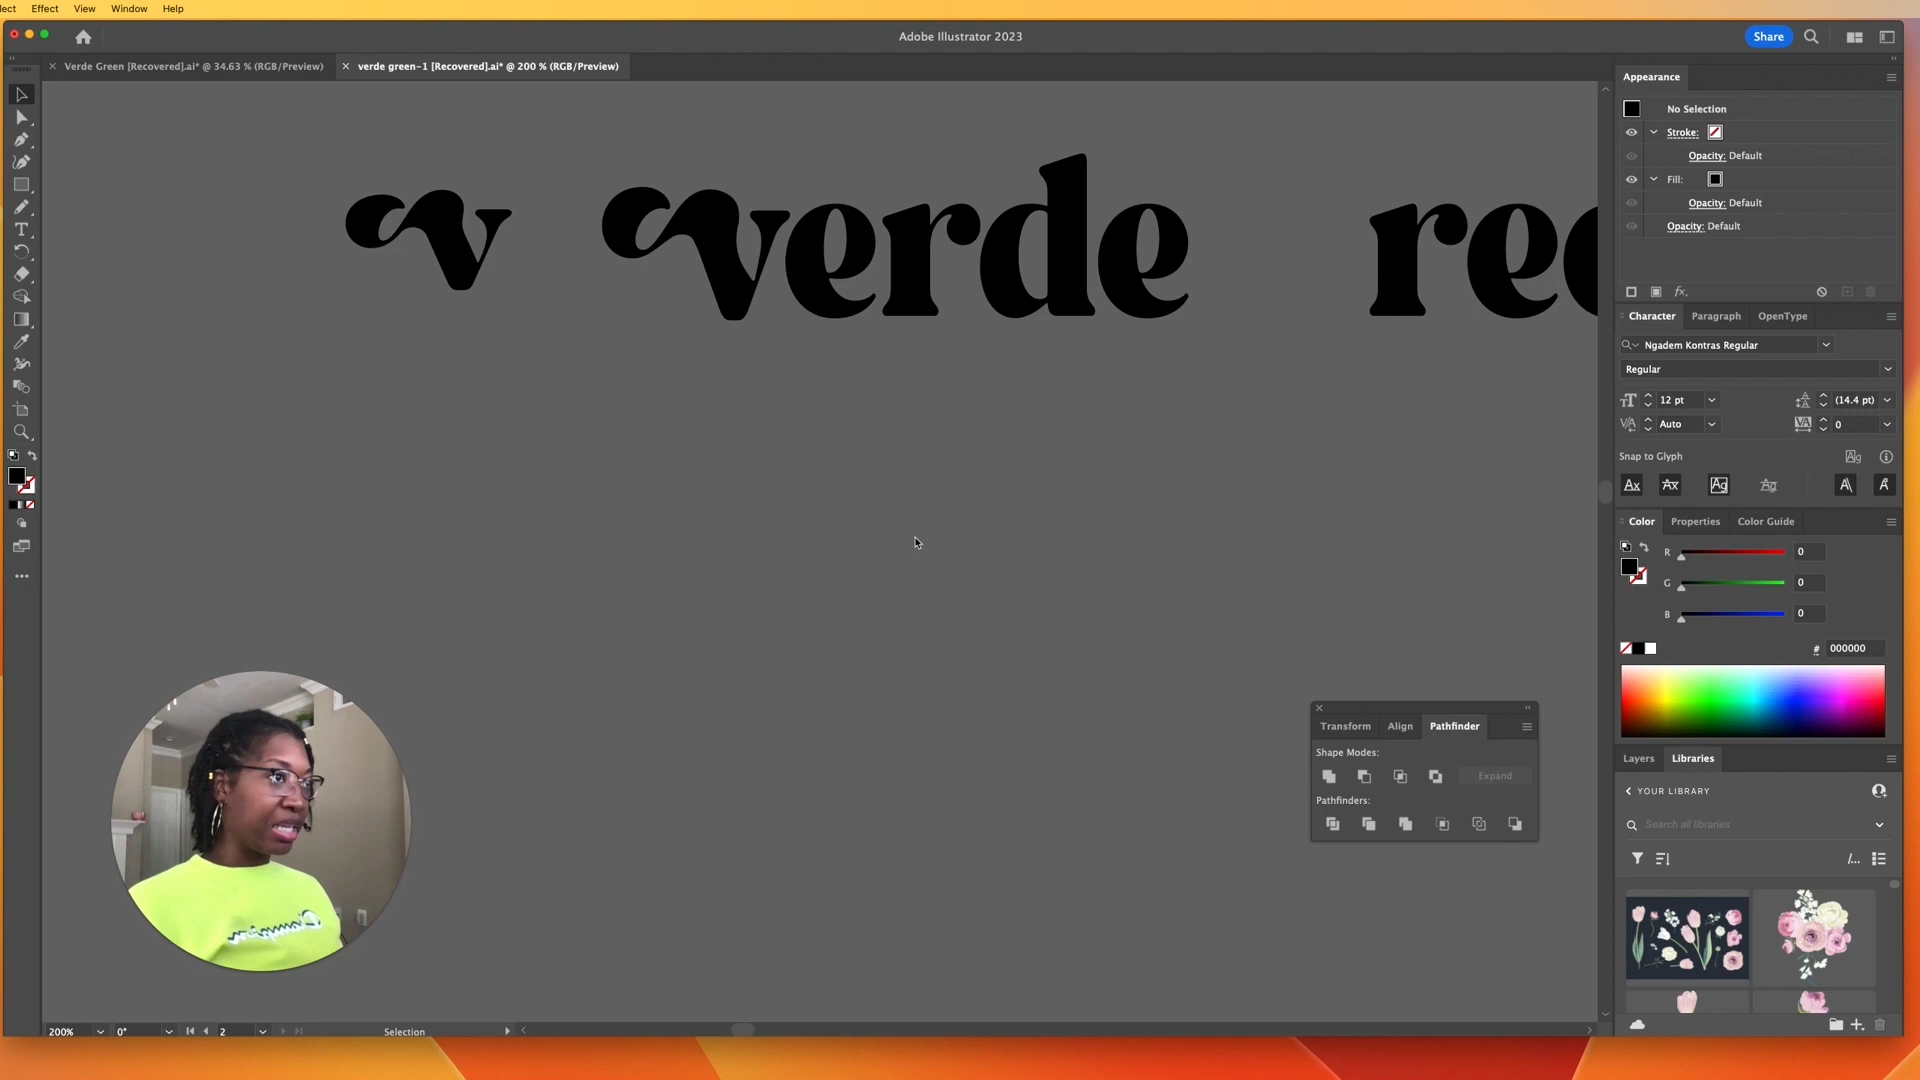 lect Effect View Window Help
Adobe Illustrator 2023
Share
Verde Green [Recovered].ai* @ 34.63 % (RGB/Preview)
verde green-1 [Recovered].ai* @ 200 % (RGB/Preview)
v verde re
Appearance
No Selection
Stroke:
Opacity: Default
Fill:
Opacity: Default
Opacity: Default
fx.
Character Paragraph OpenType
Ngadem Kontras Regular
Regular
12 pt (14.4 pt)
Auto 0
Snap to Glyph
Color Properties Color Guide
R 0
G 0
B 0
# 000000
Transform Align Pathfinder
Shape Modes:
Expand
Pathfinders:
Layers Libraries
YOUR LIBRARY
Search all libraries
Champion
200% 0° 2 Selection